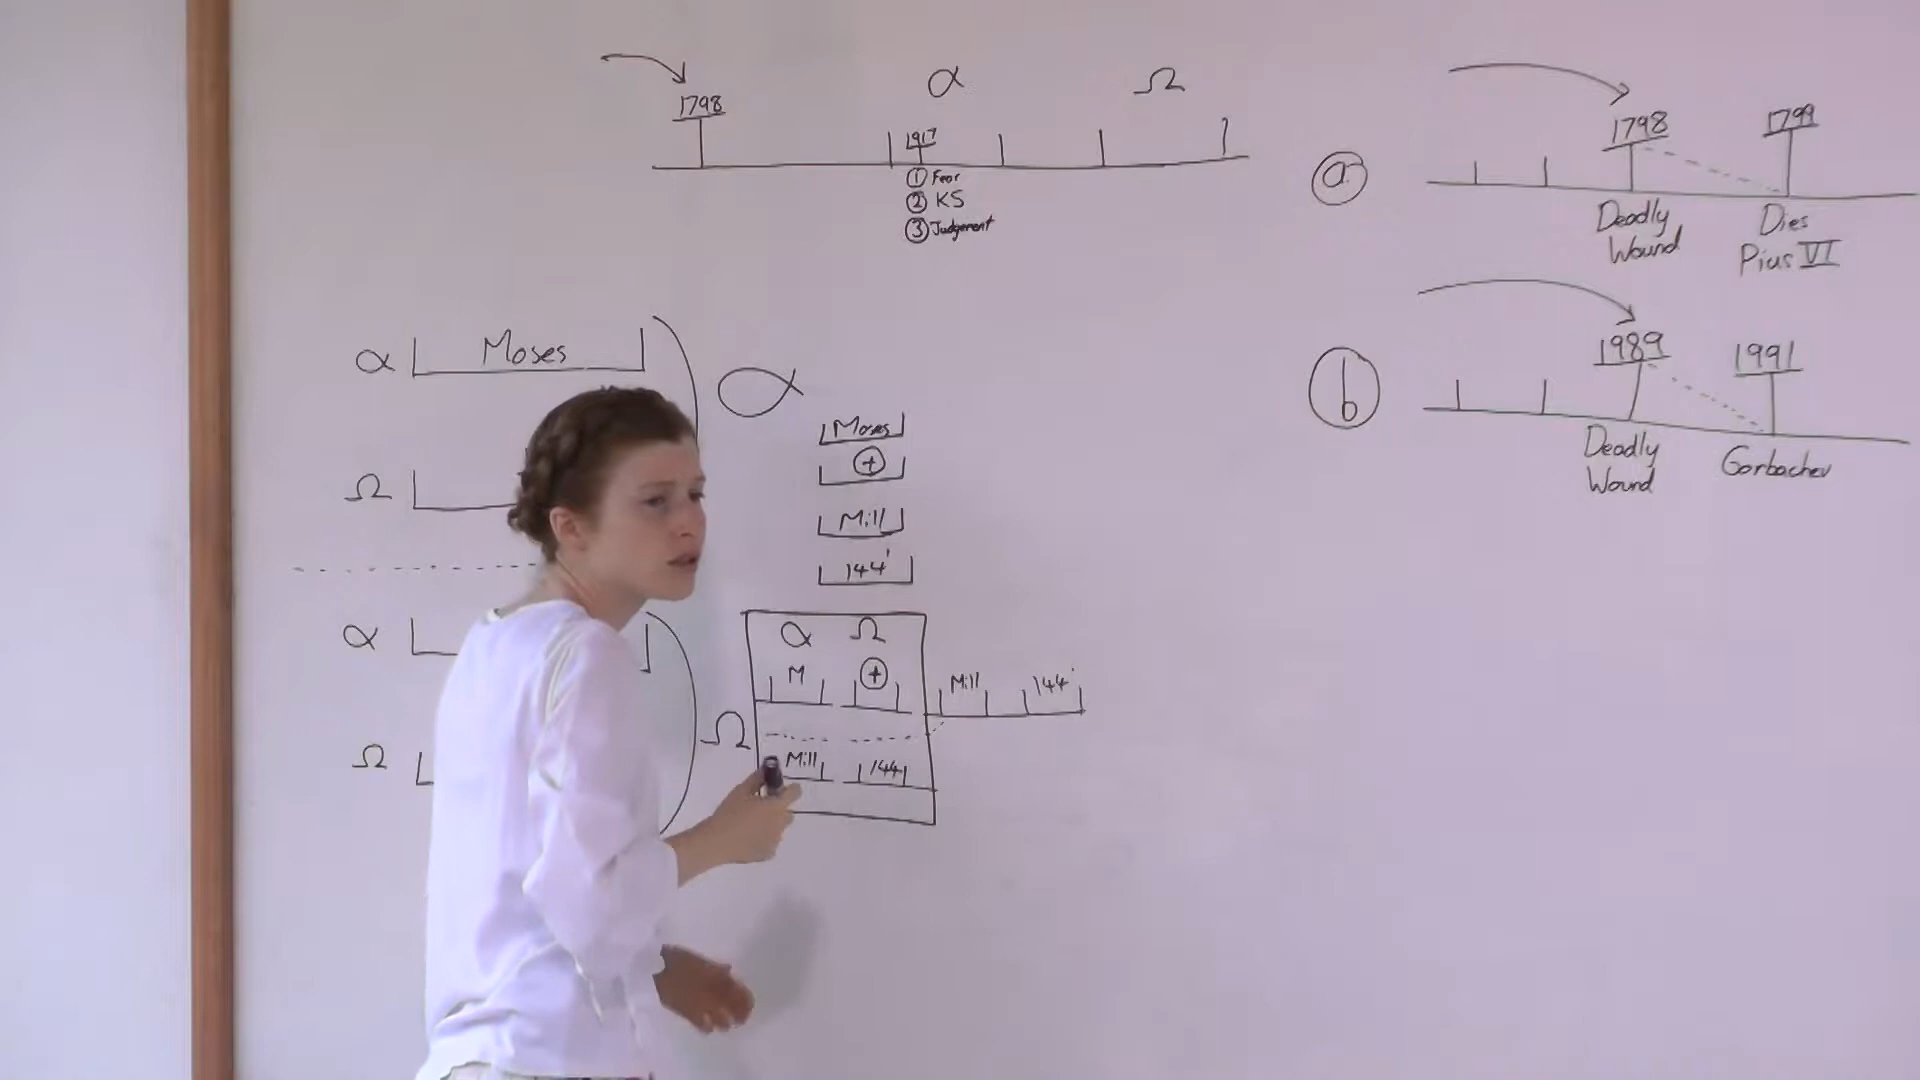 α Ω
1798
1917
① Fear
② KS
③ Judgement
ⓐ
1798 1799
Deadly Dies
Wound Pius VI
ⓑ
1989 1991
Deadly Gorbachev
Wound
α Moses
Ω
α
Ω
α
Moses
+
Mill
144'
Ω
α Ω
M + Mill 144'
Mill 144